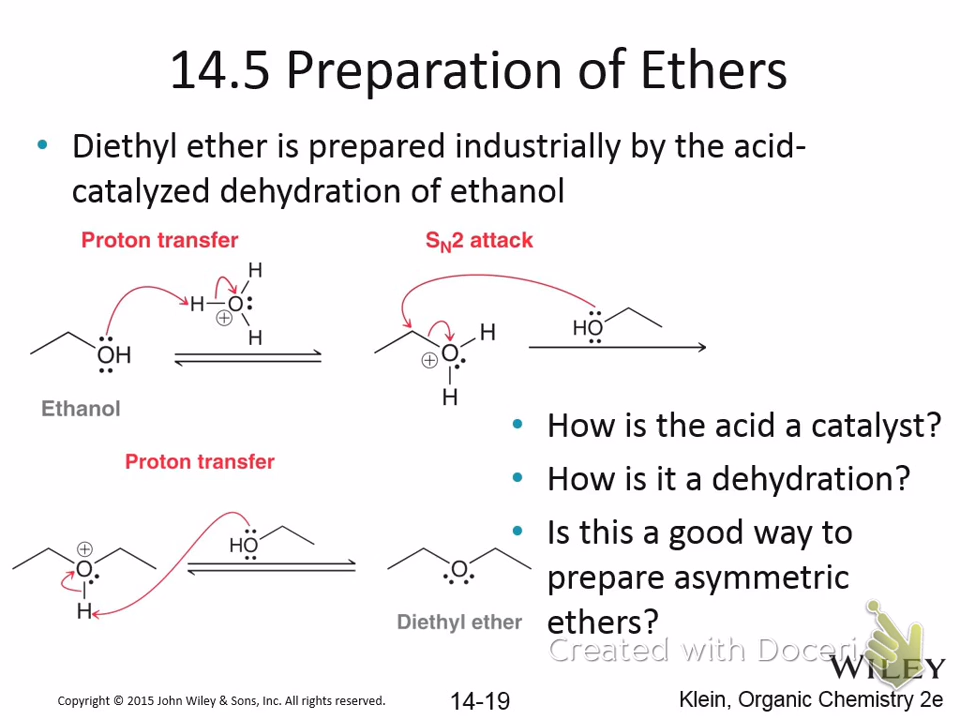 14.5 Preparation of Ethers
• Diethyl ether is prepared industrially by the acid-
catalyzed dehydration of ethanol
Proton transfer
SN2 attack
H
H–O:
⊕
H
OH
Ethanol
H
O
⊕
H
HO
• How is the acid a catalyst?
• How is it a dehydration?
• Is this a good way to
prepare asymmetric
ethers?
Proton transfer
⊕
O
H
HO
O
Diethyl ether
Created with Doceri
WILEY
Copyright © 2015 John Wiley & Sons, Inc. All rights reserved.
14-19
Klein, Organic Chemistry 2e